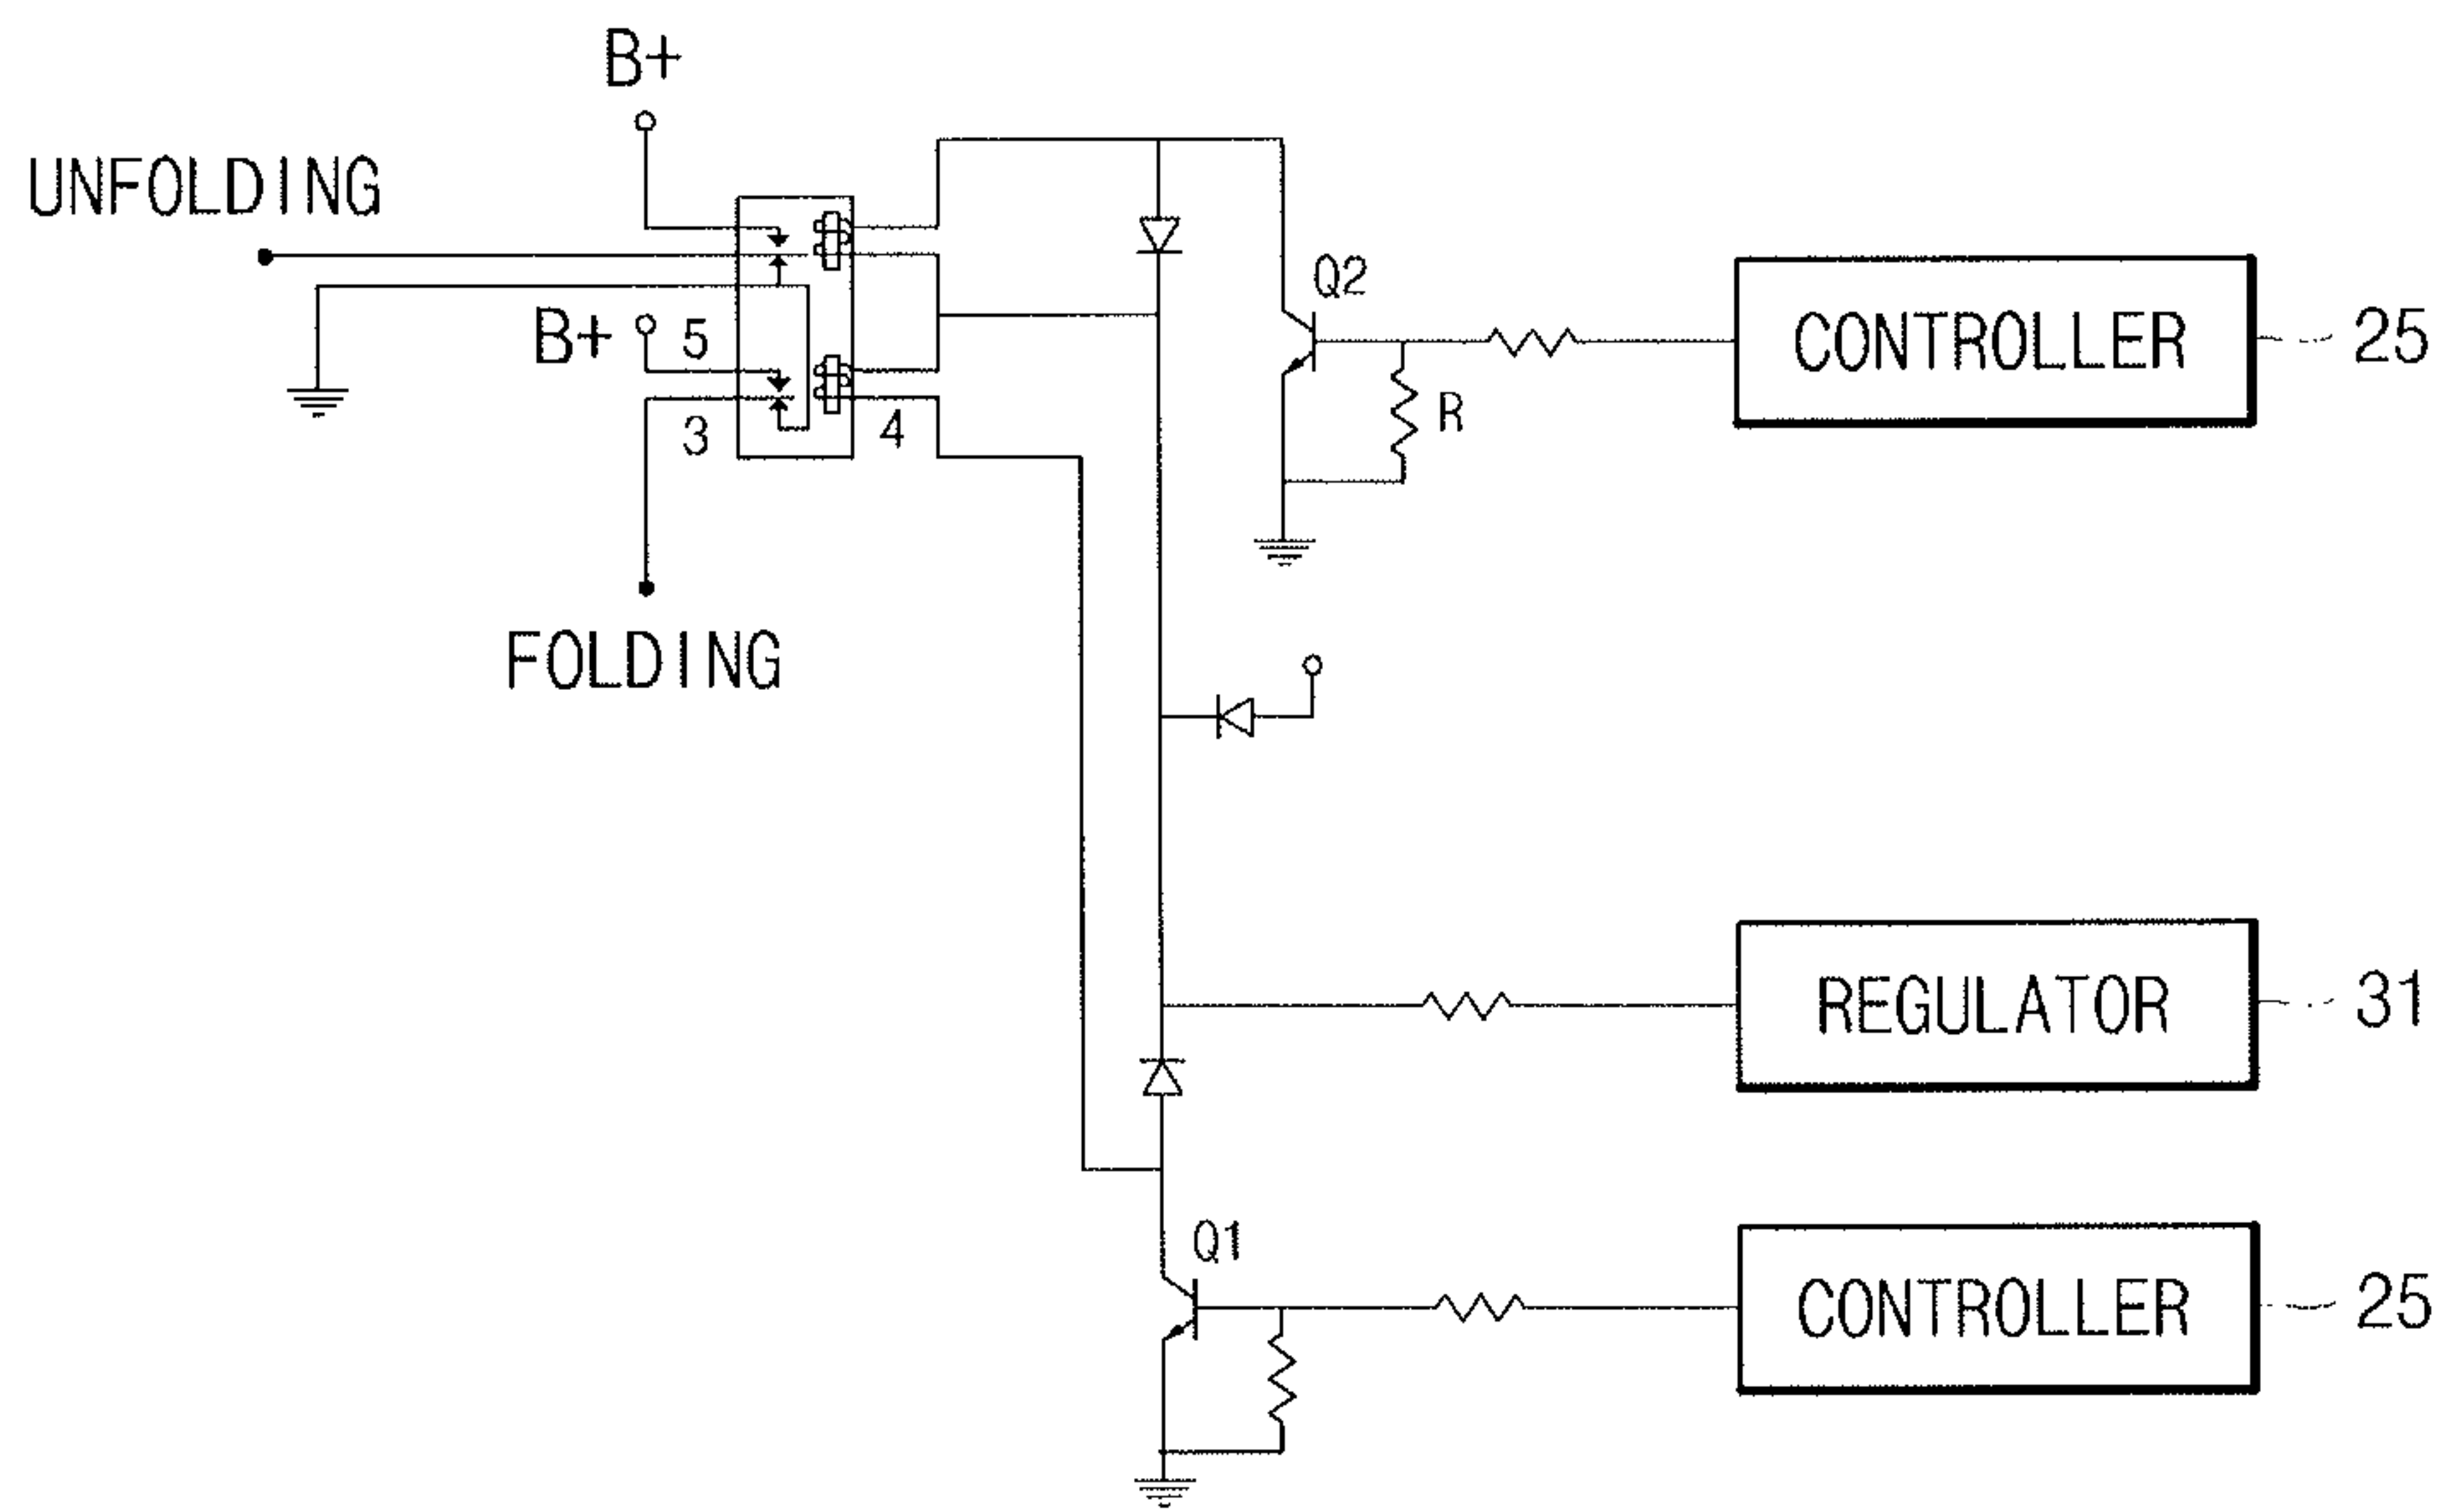 B+
UNFOLDING
Q2
CONTROLLER 25
B+ 5
R
3 4
FOLDING
REGULATOR 31
Q1
CONTROLLER 25